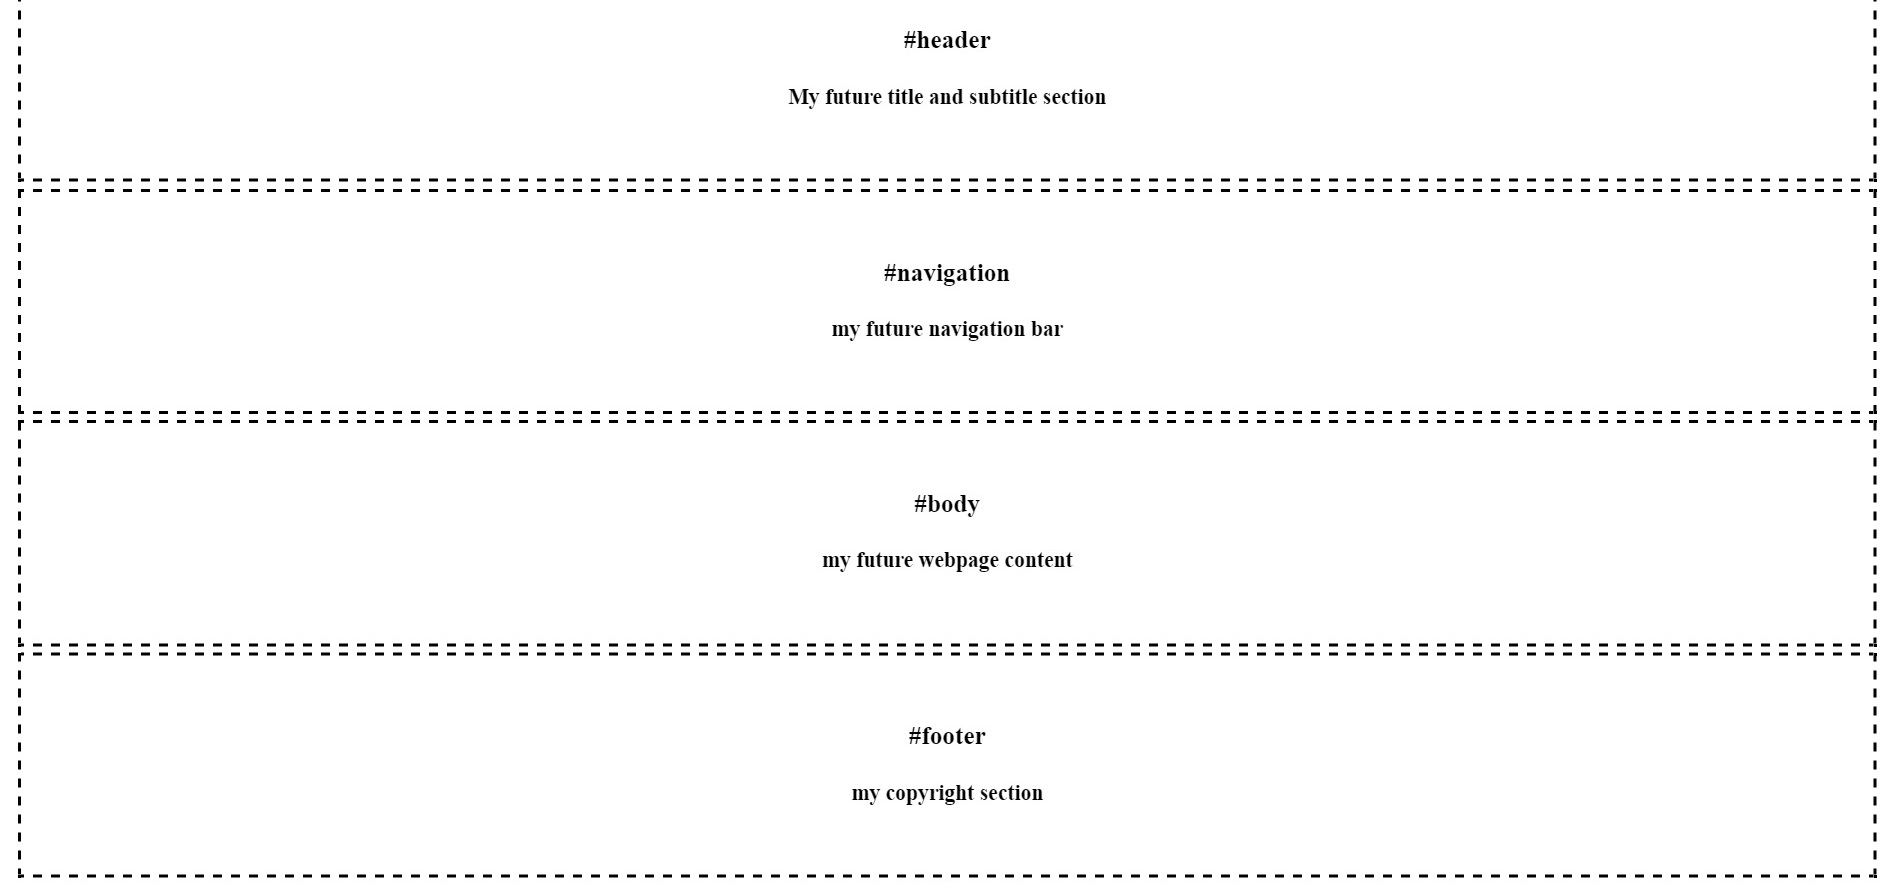 #header
My future title and subtitle section
#navigation
my future navigation bar
#body
my future webpage content
#footer
my copyright section